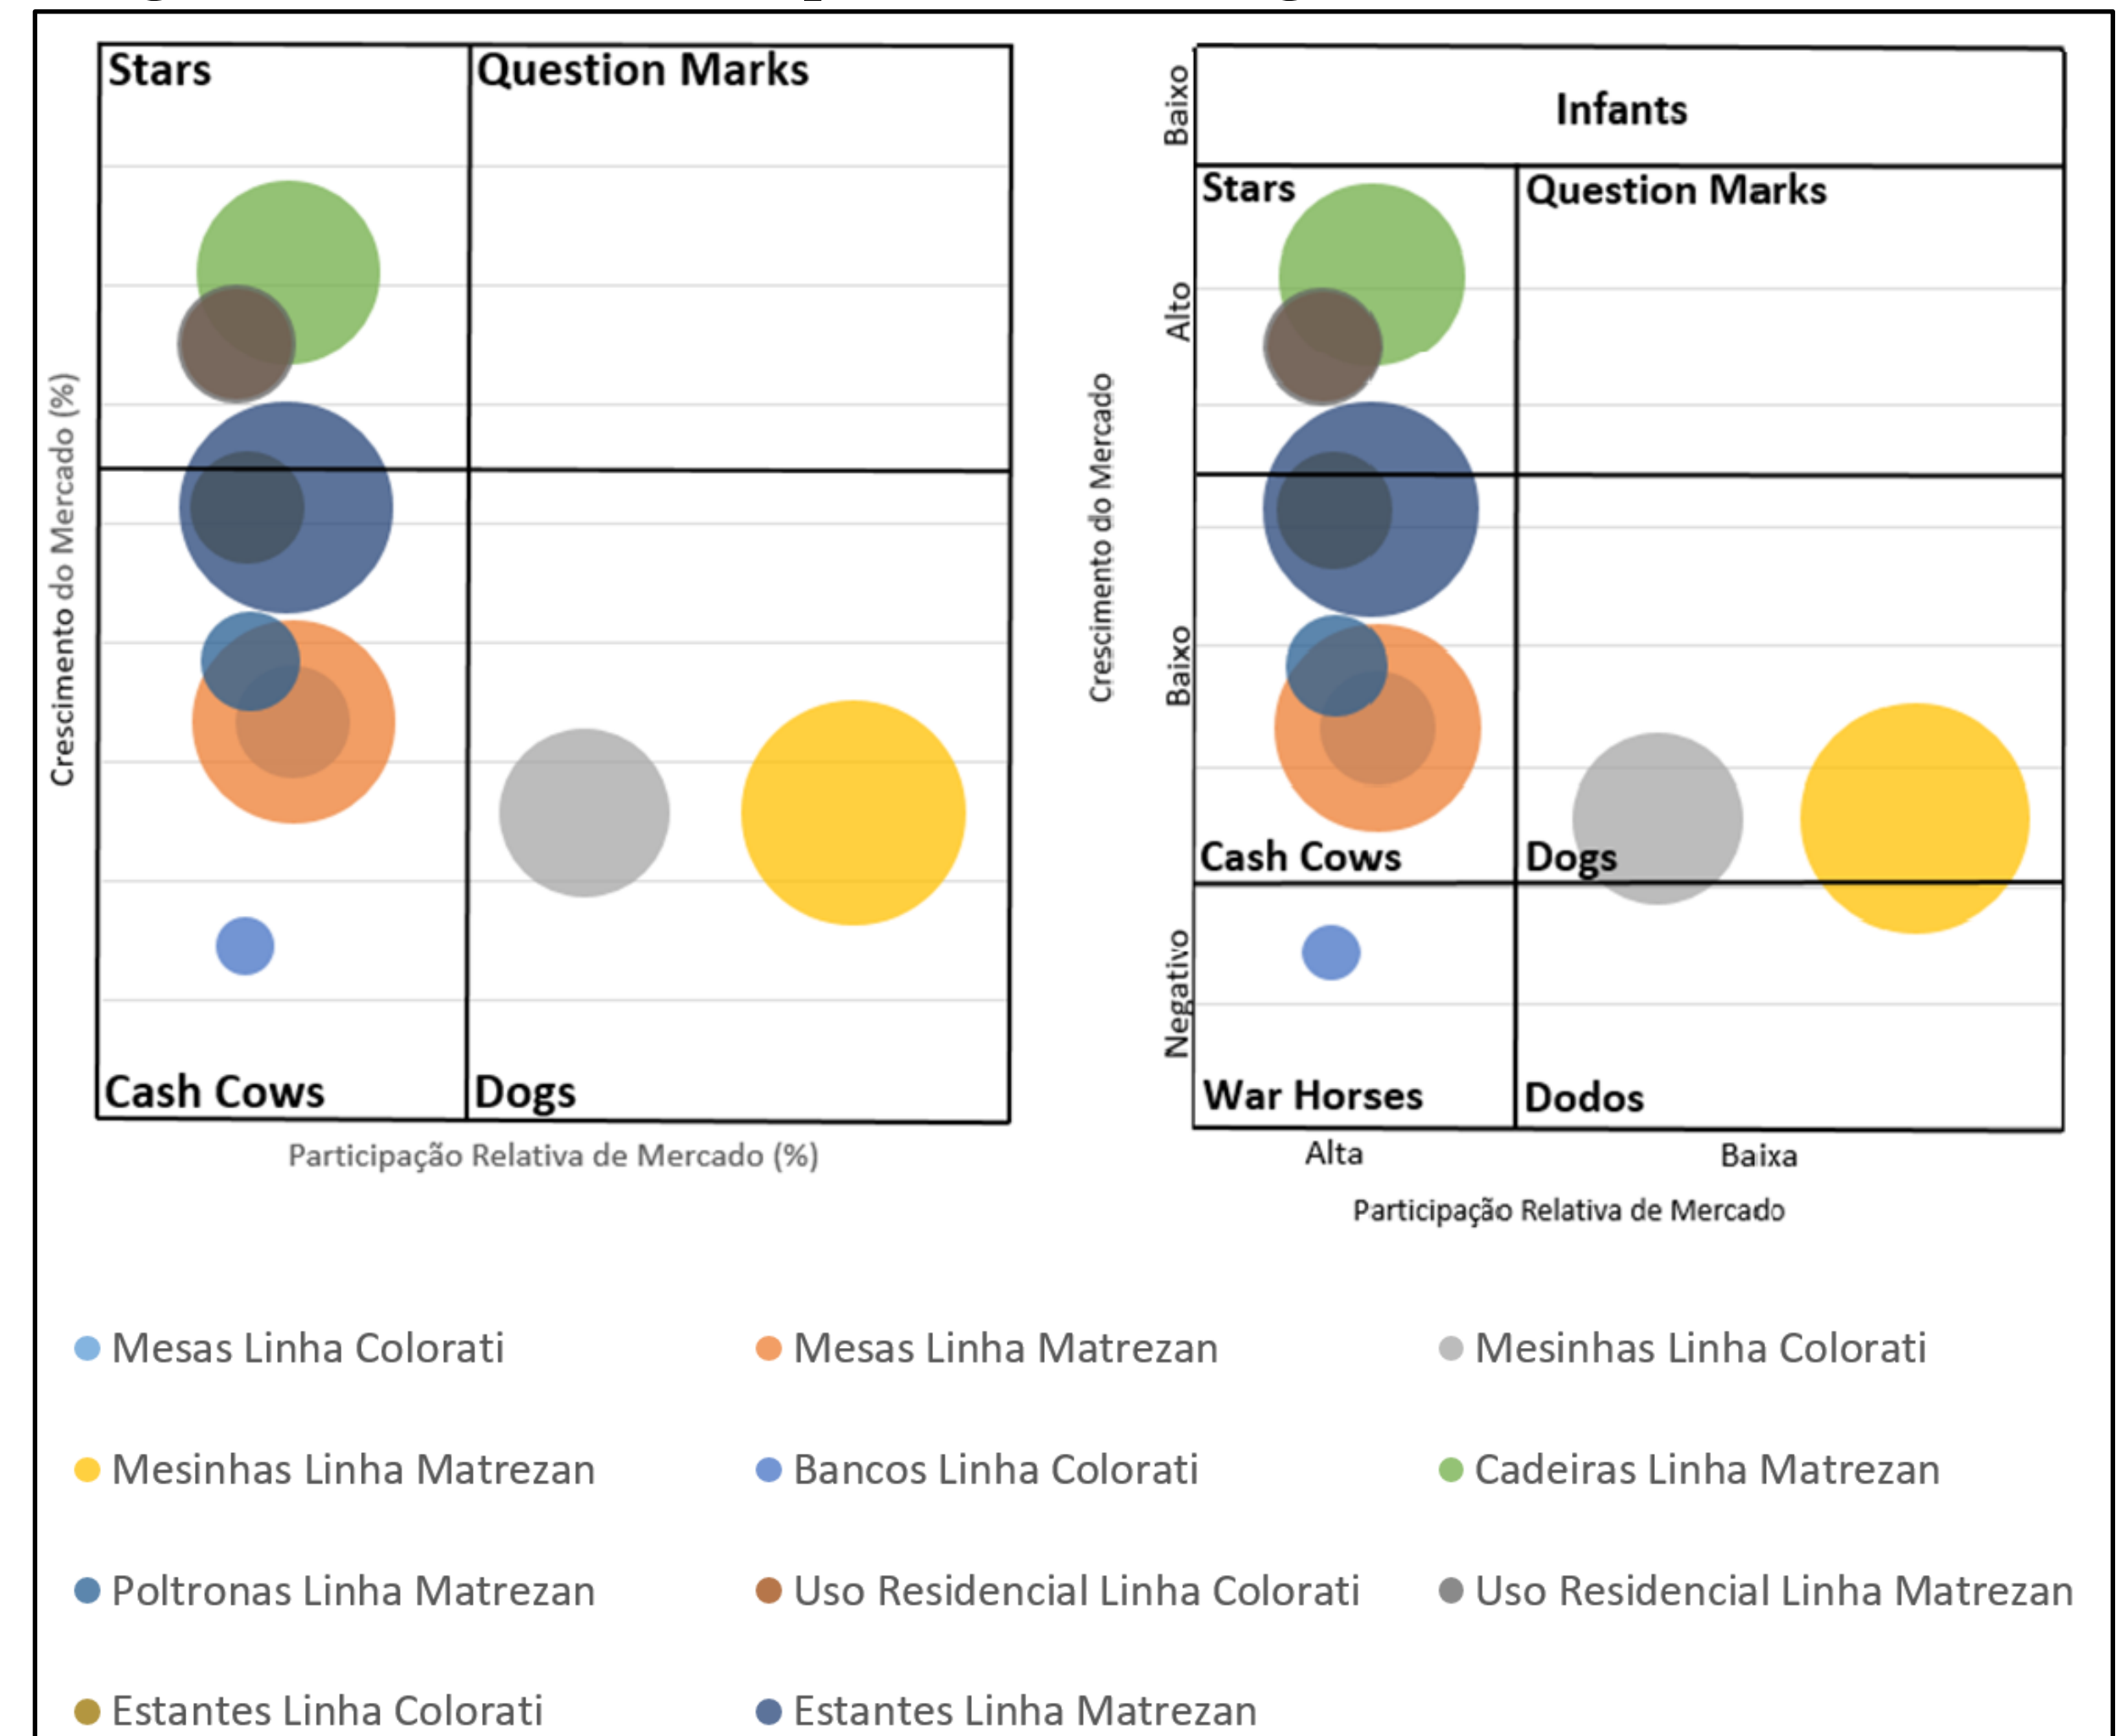 Stars
Question Marks
Crescimento do Mercado (%)
Cash Cows
Dogs
Participação Relativa de Mercado (%)
Infants
Stars
Question Marks
Baixo
Alto
Baixo
Negativo
Crescimento do Mercado
Cash Cows
Dogs
War Horses
Dodos
Alta
Baixa
Participação Relativa de Mercado
Mesas Linha Colorati
Mesas Linha Matrezan
Mesinhas Linha Colorati
Mesinhas Linha Matrezan
Bancos Linha Colorati
Cadeiras Linha Matrezan
Poltronas Linha Matrezan
Uso Residencial Linha Colorati
Uso Residencial Linha Matrezan
Estantes Linha Colorati
Estantes Linha Matrezan